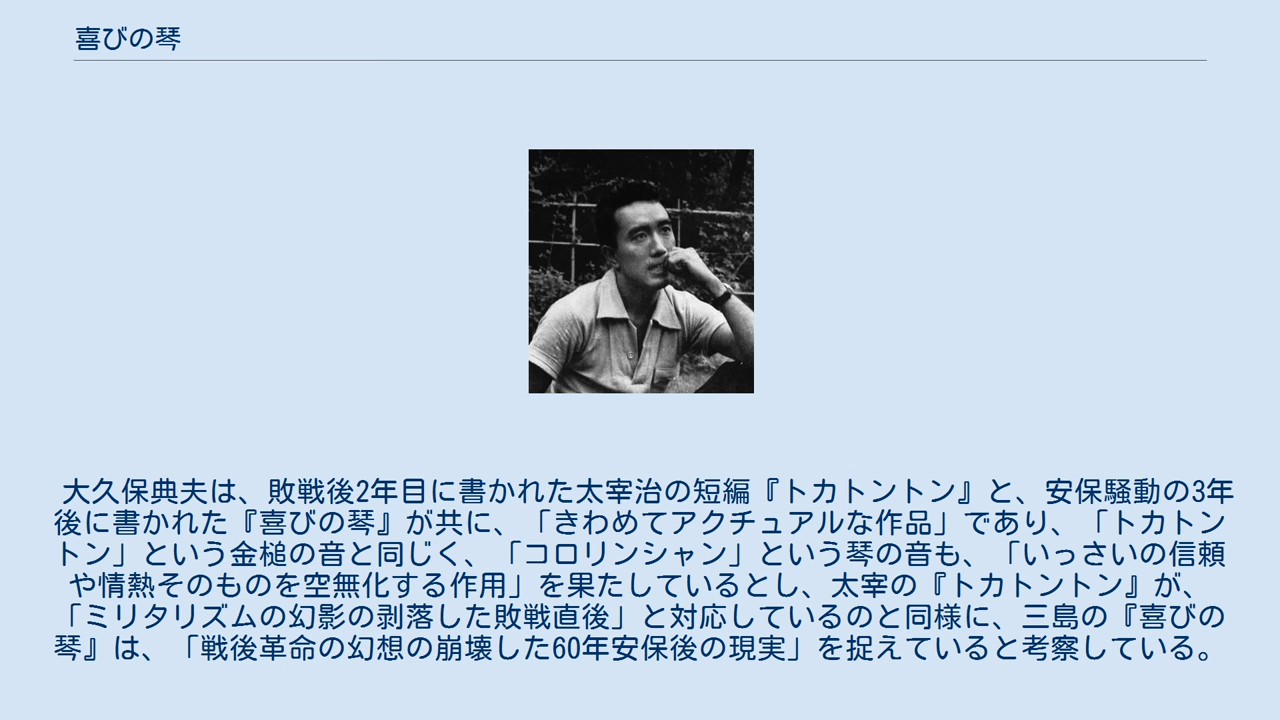 喜びの琴
大久保典夫は、敗戦後2年目に書かれた太宰治の短編『トカトントン』と、安保騒動の3年
後に書かれた『喜びの琴』が共に、「きわめてアクチュアルな作品」であり、「トカトン
トン」という金槌の音と同じく、「コロリンシャン」という琴の音も、「いっさいの信頼
や情熱そのものを空無化する作用」を果たしているとし、太宰の『トカトントン』が、
「ミリタリズムの幻影の剥落した敗戦直後」と対応しているのと同様に、三島の『喜びの
琴』は、「戦後革命の幻想の崩壊した60年安保後の現実」を捉えていると考察している。